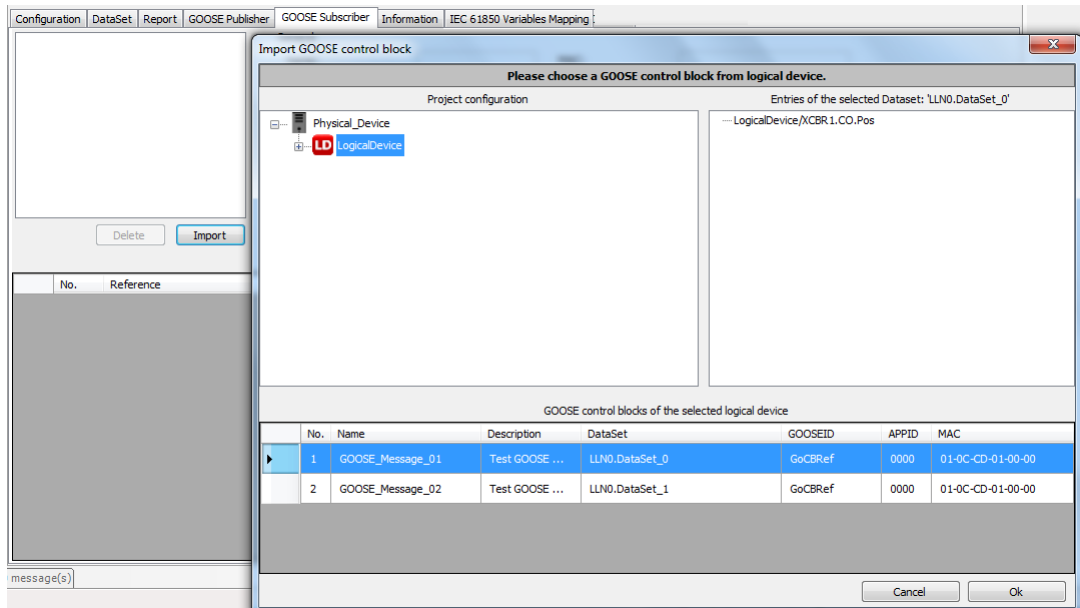 Configuration DataSet Report GOOSE Publisher GOOSE Subscriber Information IEC 61850 Variables Mapping
Import GOOSE control block
Please choose a GOOSE control block from logical device.
Project configuration Entries of the selected Dataset: 'LLN0.DataSet_0'
Physical_Device LogicalDevice/XCBR1.CO.Pos
LD LogicalDevice
Delete Import
No. Reference
GOOSE control blocks of the selected logical device
No. Name Description DataSet GOOSEID APPID MAC
1 GOOSE_Message_01 Test GOOSE ... LLN0.DataSet_0 GoCBRef 0000 01-0C-CD-01-00-00
2 GOOSE_Message_02 Test GOOSE ... LLN0.DataSet_1 GoCBRef 0000 01-0C-CD-01-00-00
message(s)
Cancel Ok